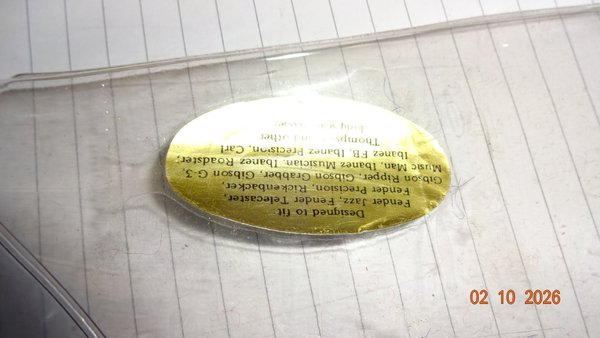 Designed to fit
Fender Jazz, Fender Telecaster,
Fender Precision, Rickenbacker,
Gibson Ripper, Gibson Grabber, Gibson G-3,
Music Man, Ibanez Musician, Ibanez Roadster,
Ibanez FB, Ibanez Precision, Carl
other
02 10 2026